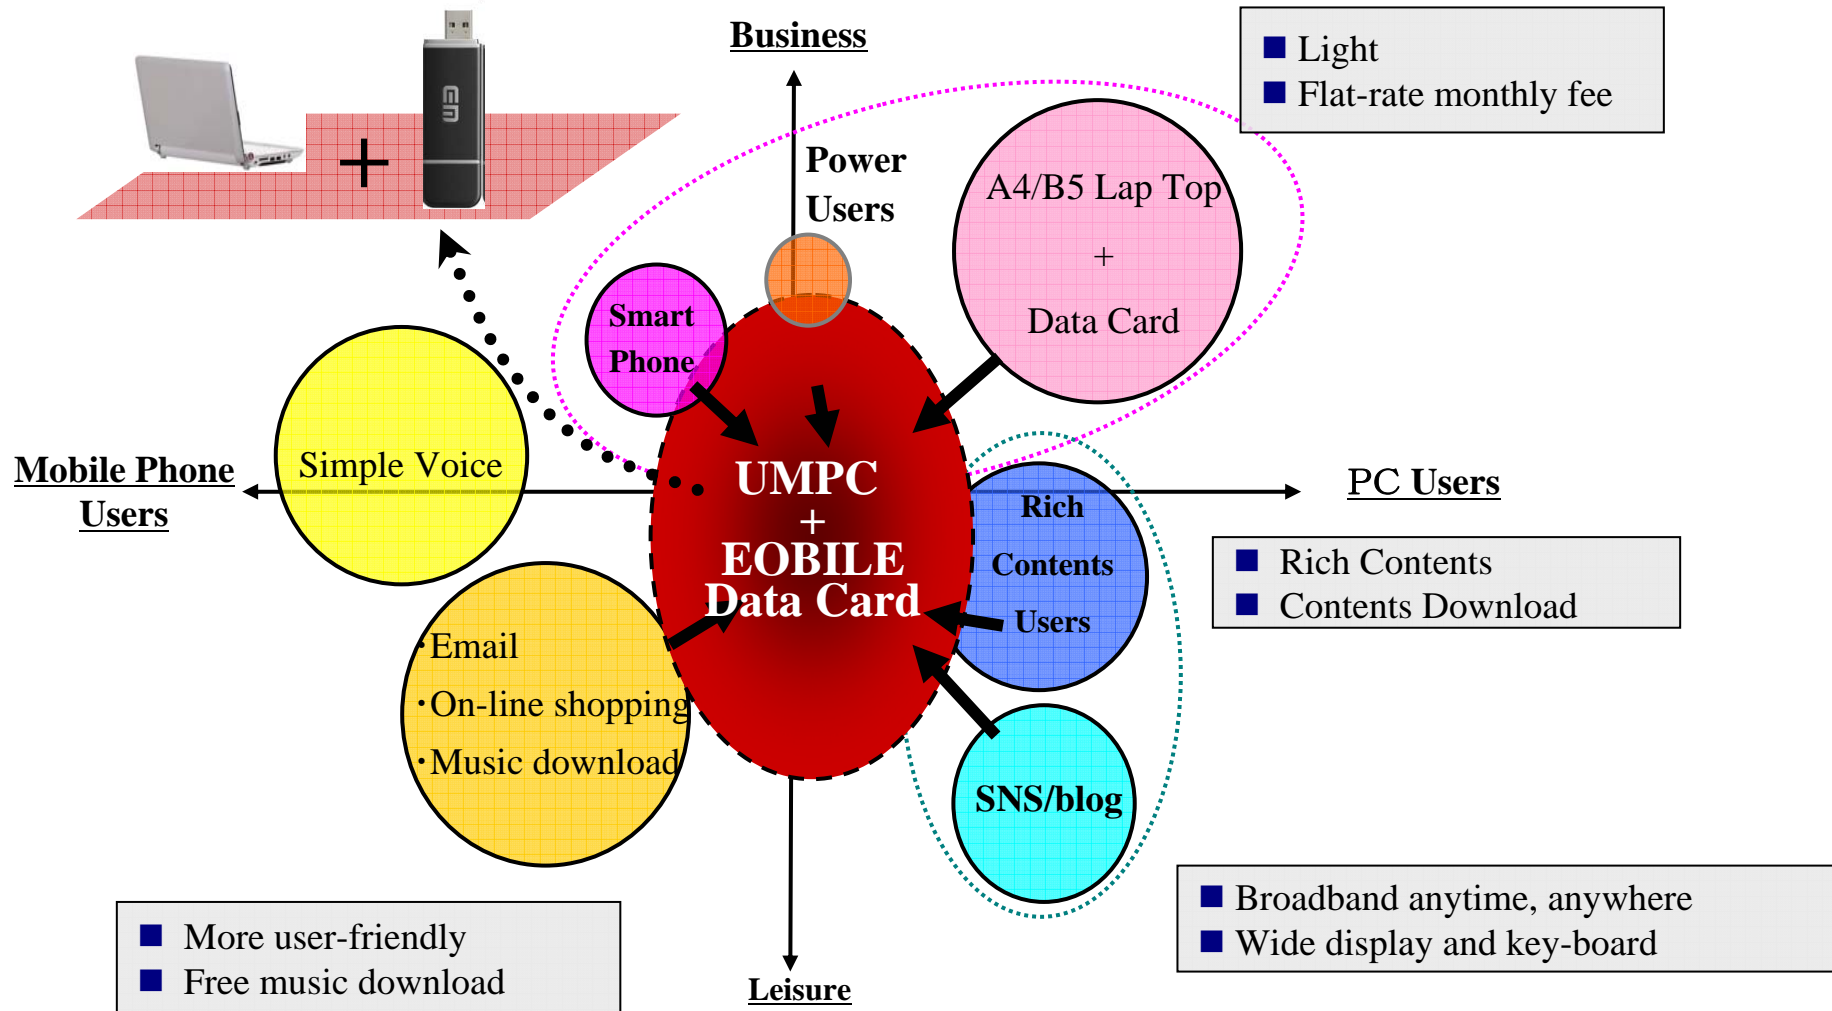 Business
Light
Flat-rate monthly fee
EM
+
Power
Users
A4/B5 Lap Top
+
Data Card
Smart
Phone
Simple Voice
Mobile Phone
Users
UMPC
+
EOBILE
Data Card
Rich
Contents
Users
PC Users
Rich Contents
Contents Download
・Email
・On-line shopping
・Music download
SNS/blog
Broadband anytime, anywhere
Wide display and key-board
More user-friendly
Free music download
Leisure